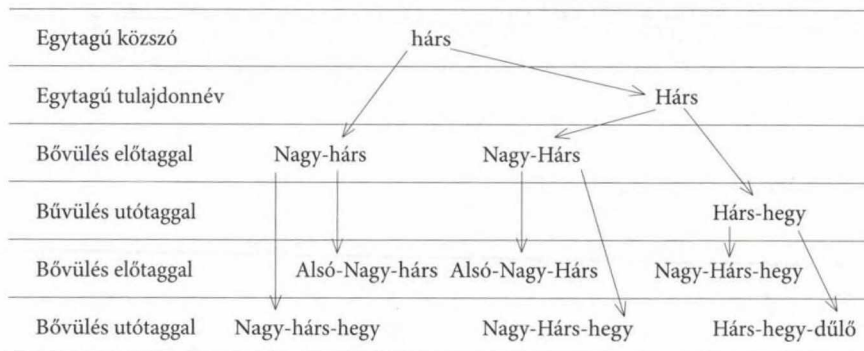 Egytagú közszó hárs
Egytagú tulajdonnév Hárs
Bővülés előtaggal Nagy-hárs Nagy-Hárs
Bűvülés utótaggal Hárs-hegy
Bővülés előtaggal Alsó-Nagy-hárs Alsó-Nagy-Hárs Nagy-Hárs-hegy
Bővülés utótaggal Nagy-hárs-hegy Nagy-Hárs-hegy Hárs-hegy-dűlő